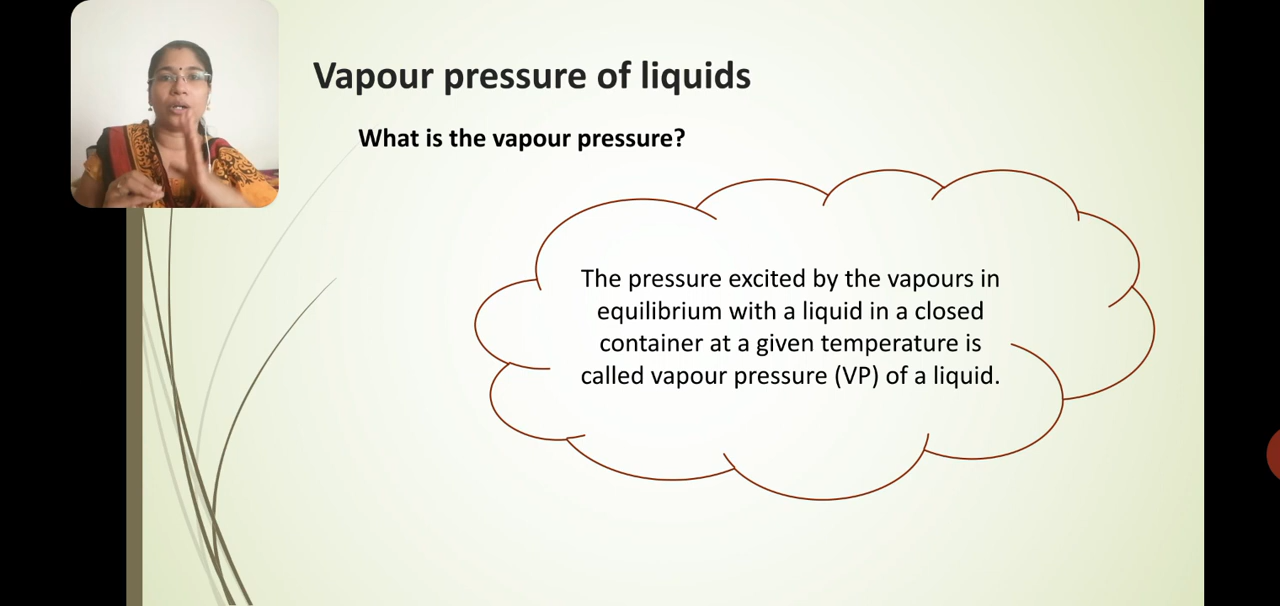 Vapour pressure of liquids
What is the vapour pressure?
The pressure excited by the vapours in
equilibrium with a liquid in a closed
container at a given temperature is
called vapour pressure (VP) of a liquid.